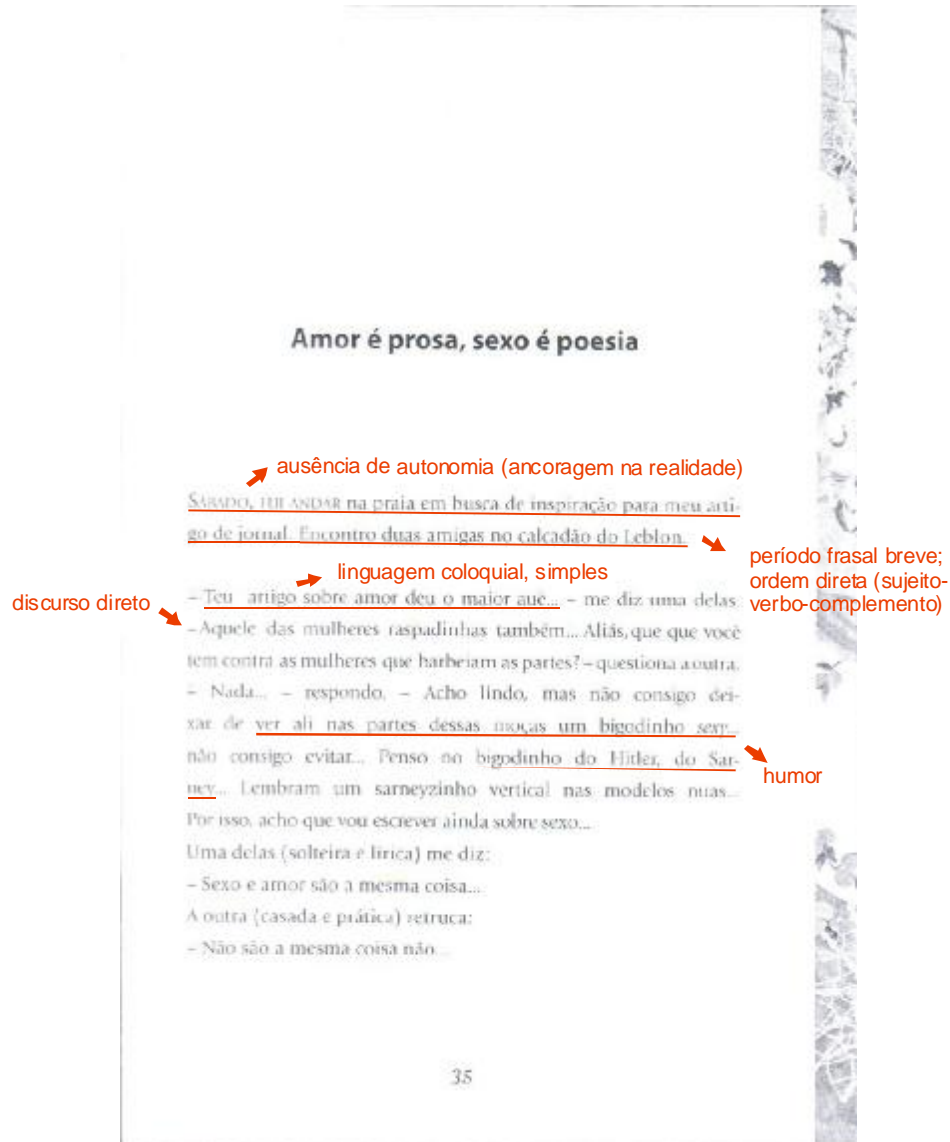 Amor é prosa, sexo é poesia
ausência de autonomia (ancoragem na realidade)
SÁBADO, FUI ANDAR na praia em busca de inspiração para meu arti-
go de jornal. Encontro duas amigas no calçadão do Leblon.
período frasal breve;
ordem direta (sujeito-
verbo-complemento)
linguagem coloquial, simples
– Teu artigo sobre amor deu o maior auê... – me diz uma delas.
discurso direto
– Aquele das mulheres raspadinhas também... Aliás, que que você
tem contra as mulheres que barbeiam as partes? – questiona a outra.
– Nada... – respondo. – Acho lindo, mas não consigo dei-
xar de ver ali nas partes dessas moças um bigodinho sexy...
não consigo evitar... Penso no bigodinho do Hitler, do Sar-
humor
ney... Lembram um sarneyzinho vertical nas modelos nuas...
Por isso, acho que vou escrever ainda sobre sexo...
Uma delas (solteira e lírica) me diz:
– Sexo e amor são a mesma coisa...
A outra (casada e prática) retruca:
– Não são a mesma coisa não...
35